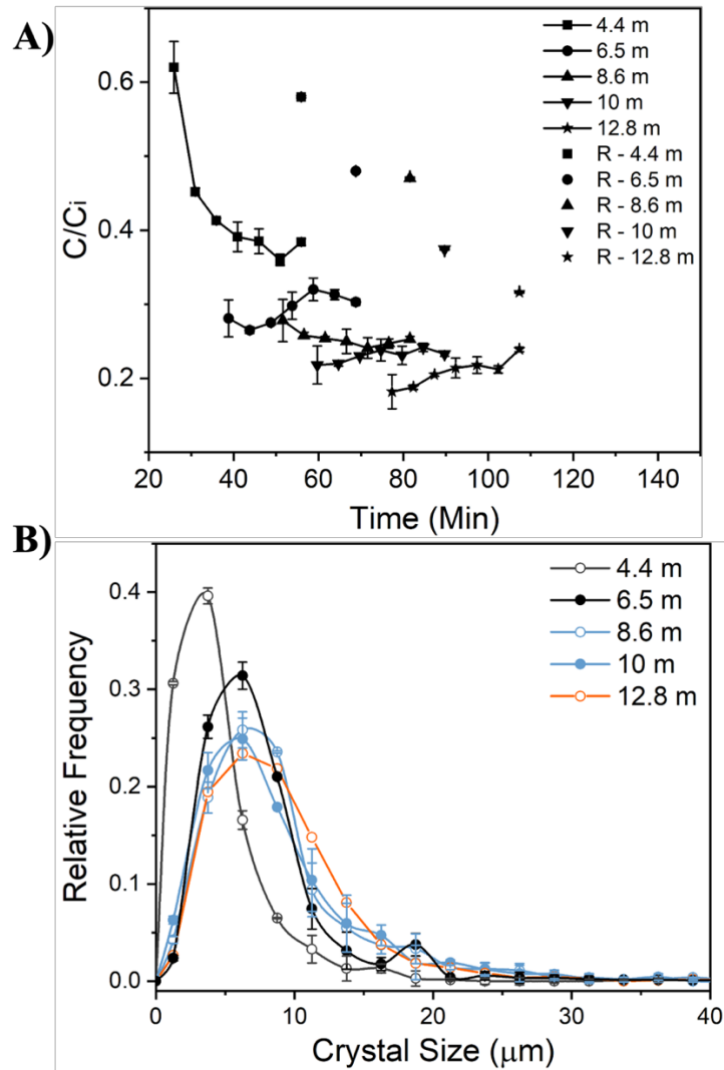 A)
C/Ci
0.6
0.4
0.2
20 40 60 80 100 120 140
Time (Min)
4.4 m
6.5 m
8.6 m
10 m
12.8 m
R - 4.4 m
R - 6.5 m
R - 8.6 m
R - 10 m
R - 12.8 m
B)
Relative Frequency
0.4
0.3
0.2
0.1
0.0
0 10 20 30 40
Crystal Size (μm)
4.4 m
6.5 m
8.6 m
10 m
12.8 m